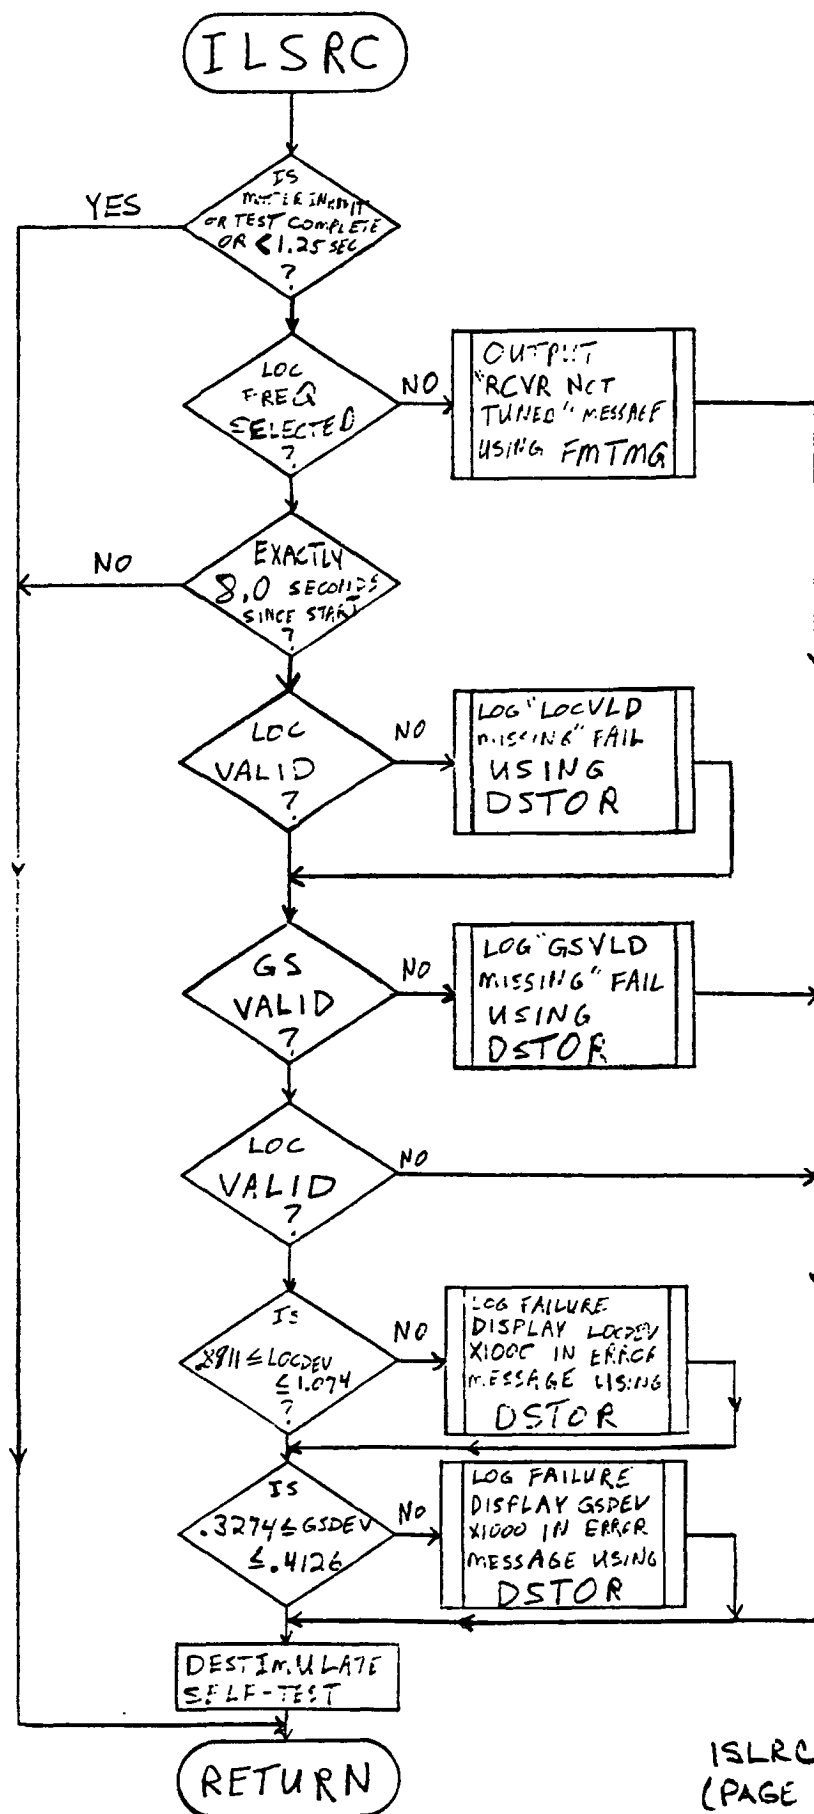 ILSRC
IS
OR TEST COMPLETE
OR <1.25 SEC
?
YES
LOC
FREQ
SELECTED
?
NO
OUTPUT
"RCVR NOT
TUNED" MESSAGE
USING FMTMG
EXACTLY
8.0 SECONDS
SINCE START
?
NO
LOC
VALID
?
NO
LOG "LOCVLD
MISSING" FAIL
USING
DSTOR
GS
VALID
?
NO
LOG "GSVLD
MISSING" FAIL
USING
DSTOR
LOC
VALID
?
NO
IS
.8911 ≤ LOCDEV
≤ 1.074
?
NO
LOG FAILURE
DISPLAY LOCDEV
X1000 IN ERROR
MESSAGE USING
DSTOR
IS
.3274 ≤ GSDEV
≤ .4126
NO
LOG FAILURE
DISPLAY GSDEV
X1000 IN ERROR
MESSAGE USING
DSTOR
DESTIMULATE
SELF-TEST
RETURN
ISLRC
(PAGE